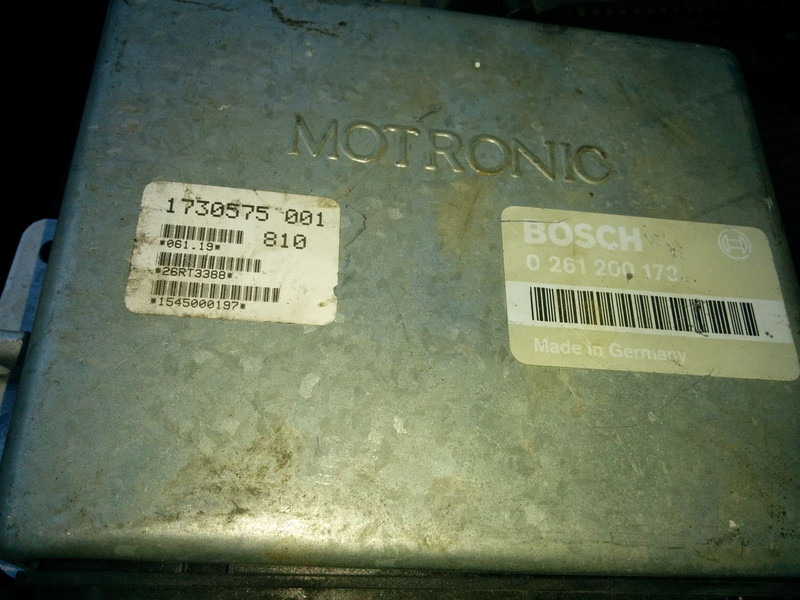 MOTRONIC
1730575 001
810
*061.19*
*26RT3388*
*1545000197*
BOSCH
0 261 200 173
Made in Germany